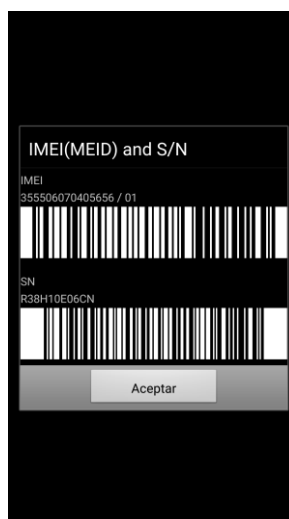 IMEI(MEID) and S/N
IMEI
355506070405656 / 01
SN
R38H10E06CN
Aceptar